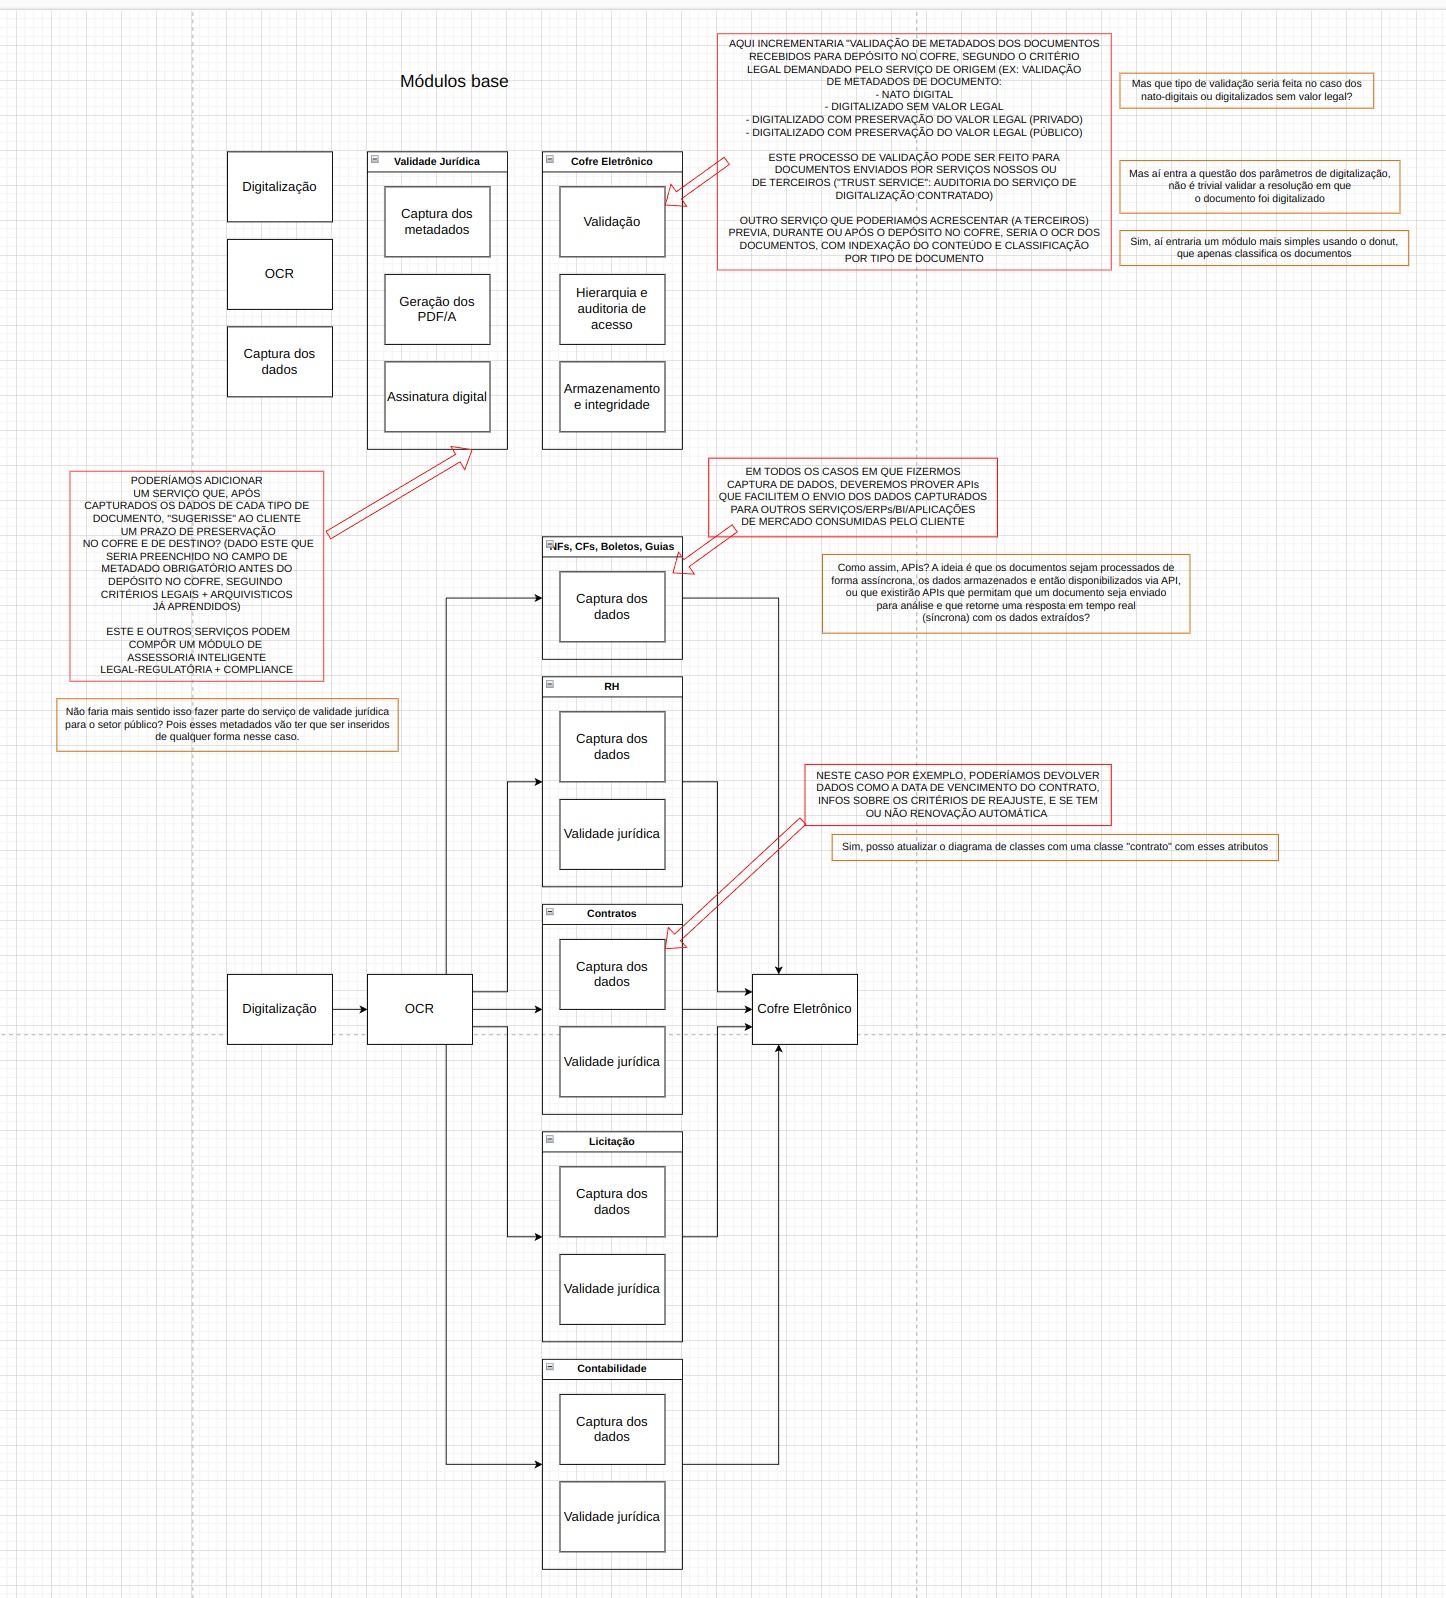 Módulos base
Digitalização
OCR
Captura dos
dados
Validade Jurídica
Captura dos
metadados
Geração dos
PDF/A
Assinatura digital
Cofre Eletrônico
Validação
Hierarquia e
auditoria de
acesso
Armazenamento
e integridade
AQUI INCREMENTARIA "VALIDAÇÃO DE METADADOS DOS DOCUMENTOS
RECEBIDOS PARA DEPÓSITO NO COFRE, SEGUNDO O CRITÉRIO
LEGAL DEMANDADO PELO SERVIÇO DE ORIGEM (EX: VALIDAÇÃO
DE METADADOS DE DOCUMENTO:
- NATO DIGITAL
- DIGITALIZADO SEM VALOR LEGAL
- DIGITALIZADO COM PRESERVAÇÃO DO VALOR LEGAL (PRIVADO)
- DIGITALIZADO COM PRESERVAÇÃO DO VALOR LEGAL (PÚBLICO)
ESTE PROCESSO DE VALIDAÇÃO PODE SER FEITO PARA
DOCUMENTOS ENVIADOS POR SERVIÇOS NOSSOS OU
DE TERCEIROS ("TRUST SERVICE": AUDITORIA DO SERVIÇO DE
DIGITALIZAÇÃO CONTRATADO)
OUTRO SERVIÇO QUE PODERIAMOS ACRESCENTAR (A TERCEIROS)
PREVIA, DURANTE OU APÓS O DEPÓSITO NO COFRE, SERIA O OCR DOS
DOCUMENTOS, COM INDEXAÇÃO DO CONTEÚDO E CLASSIFICAÇÃO
POR TIPO DE DOCUMENTO
Mas que tipo de validação seria feita no caso dos
nato-digitais ou digitalizados sem valor legal?
Mas aí entra a questão dos parâmetros de digitalização,
não é trivial validar a resolução em que
o documento foi digitalizado
Sim, aí entraria um módulo mais simples usando o donut,
que apenas classifica os documentos
PODERÍAMOS ADICIONAR
UM SERVIÇO QUE, APÓS
CAPTURADOS OS DADOS DE CADA TIPO DE
DOCUMENTO, "SUGERISSE" AO CLIENTE
UM PRAZO DE PRESERVAÇÃO
NO COFRE E DE DESTINO? (DADO ESTE QUE
SERIA PREENCHIDO NO CAMPO DE
METADADO OBRIGATÓRIO ANTES DO
DEPÓSITO NO COFRE, SEGUINDO
CRITÉRIOS LEGAIS + ARQUIVISTICOS
JÁ APRENDIDOS)
ESTE E OUTROS SERVIÇOS PODEM
COMPÔR UM MÓDULO DE
ASSESSORIA INTELIGENTE
LEGAL-REGULATÓRIA + COMPLIANCE
Não faria mais sentido isso fazer parte do serviço de validade jurídica
para o setor público? Pois esses metadados vão ter que ser inseridos
de qualquer forma nesse caso.
EM TODOS OS CASOS EM QUE FIZERMOS
CAPTURA DE DADOS, DEVEREMOS PROVER APIs
QUE FACILITEM O ENVIO DOS DADOS CAPTURADOS
PARA OUTROS SERVIÇOS/ERPs/BI/APLICAÇÕES
DE MERCADO CONSUMIDAS PELO CLIENTE
Como assim, APIs? A ideia é que os documentos sejam processados de
forma assíncrona, os dados armazenados e então disponibilizados via API,
ou que existirão APIs que permitam que um documento seja enviado
para análise e que retorne uma resposta em tempo real
(síncrona) com os dados extraídos?
NFs, CFs, Boletos, Guias
Captura dos
dados
RH
Captura dos
dados
Validade jurídica
NESTE CASO POR EXEMPLO, PODERÍAMOS DEVOLVER
DADOS COMO A DATA DE VENCIMENTO DO CONTRATO,
INFOS SOBRE OS CRITÉRIOS DE REAJUSTE, E SE TEM
OU NÃO RENOVAÇÃO AUTOMÁTICA
Sim, posso atualizar o diagrama de classes com uma classe "contrato" com esses atributos
Contratos
Captura dos
dados
Validade jurídica
Digitalização
OCR
Cofre Eletrônico
Licitação
Captura dos
dados
Validade jurídica
Contabilidade
Captura dos
dados
Validade jurídica